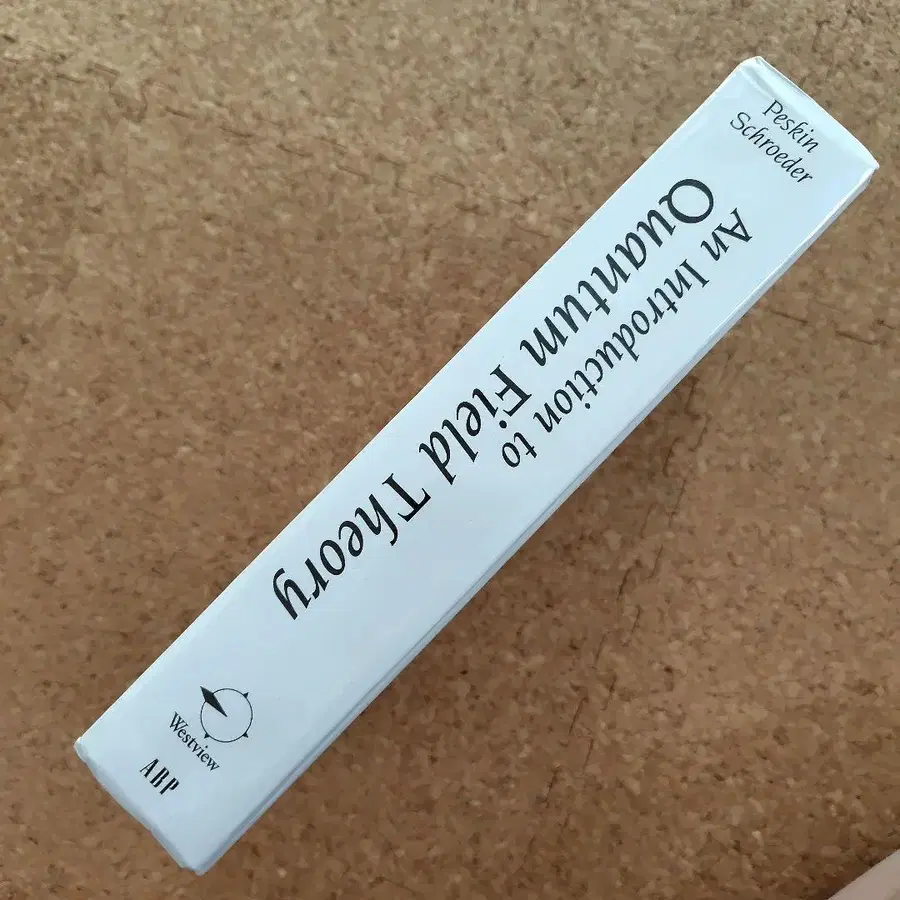 Peskin
Schroeder
An Introduction to
Quantum Field Theory
Westview
ABP